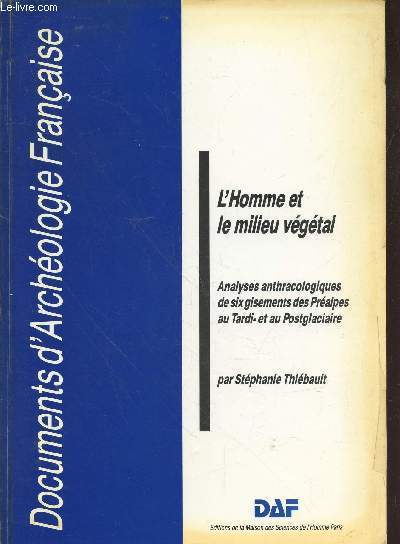 Le-livre.com
Documents d'Archéologie Française
L'Homme et
le milieu végétal
Analyses anthracologiques
de six gisements des Préalpes
au Tardi- et au Postglaciaire
par Stéphanie Thiébault
DAF
Editions de la Maison des Sciences de l'Homme Paris